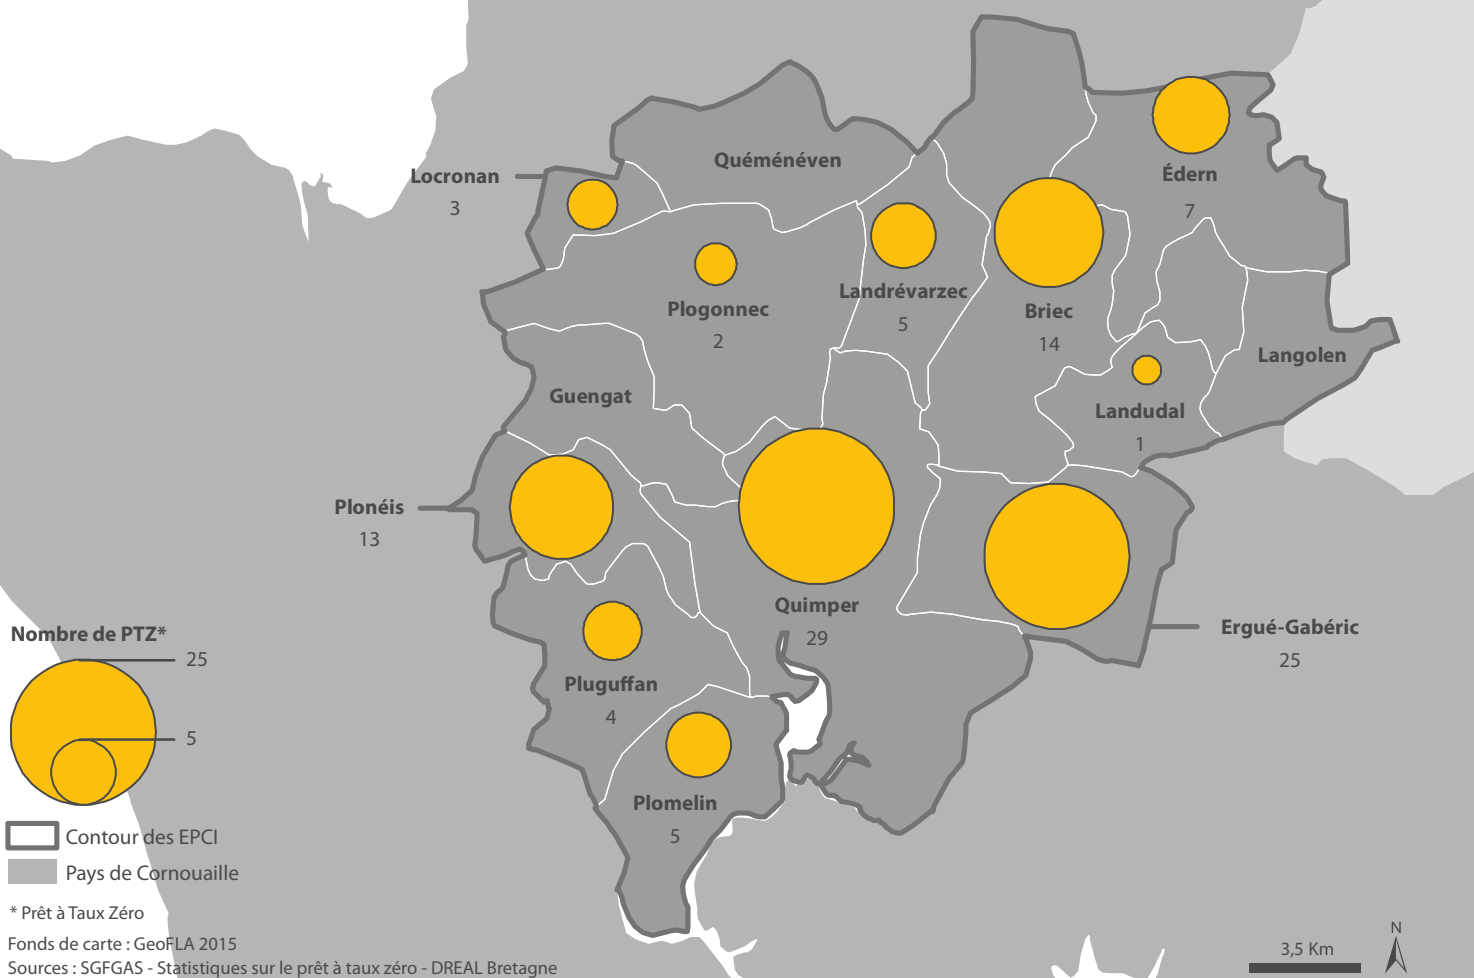 Quéménéven
Locronan
3
Édern
7
Landrévarzec
5
Plogonnec
2
Briec
14
Langolen
Guengat
Landudal
1
Plonéis
13
Quimper
29
Ergué-Gabéric
25
Pluguffan
4
Plomelin
5
Nombre de PTZ*
25
5
Contour des EPCI
Pays de Cornouaille
* Prêt à Taux Zéro
Fonds de carte : GeoFLA 2015
Sources : SGFGAS - Statistiques sur le prêt à taux zéro - DREAL Bretagne
3,5 Km
N